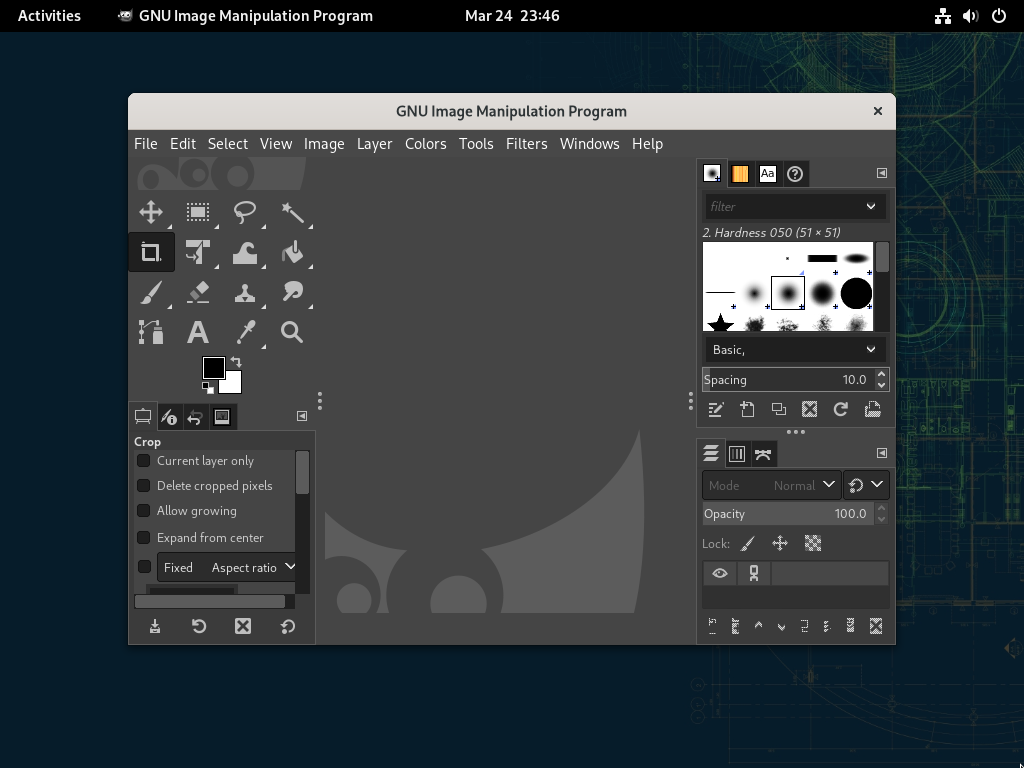 Activities GNU Image Manipulation Program Mar 24 23:46
GNU Image Manipulation Program
File Edit Select View Image Layer Colors Tools Filters Windows Help
Aa
filter
2. Hardness 050 (51 × 51)
Basic,
Spacing 10.0
Crop
Current layer only
Delete cropped pixels
Allow growing
Expand from center
Fixed Aspect ratio
Mode Normal
Opacity 100.0
Lock: